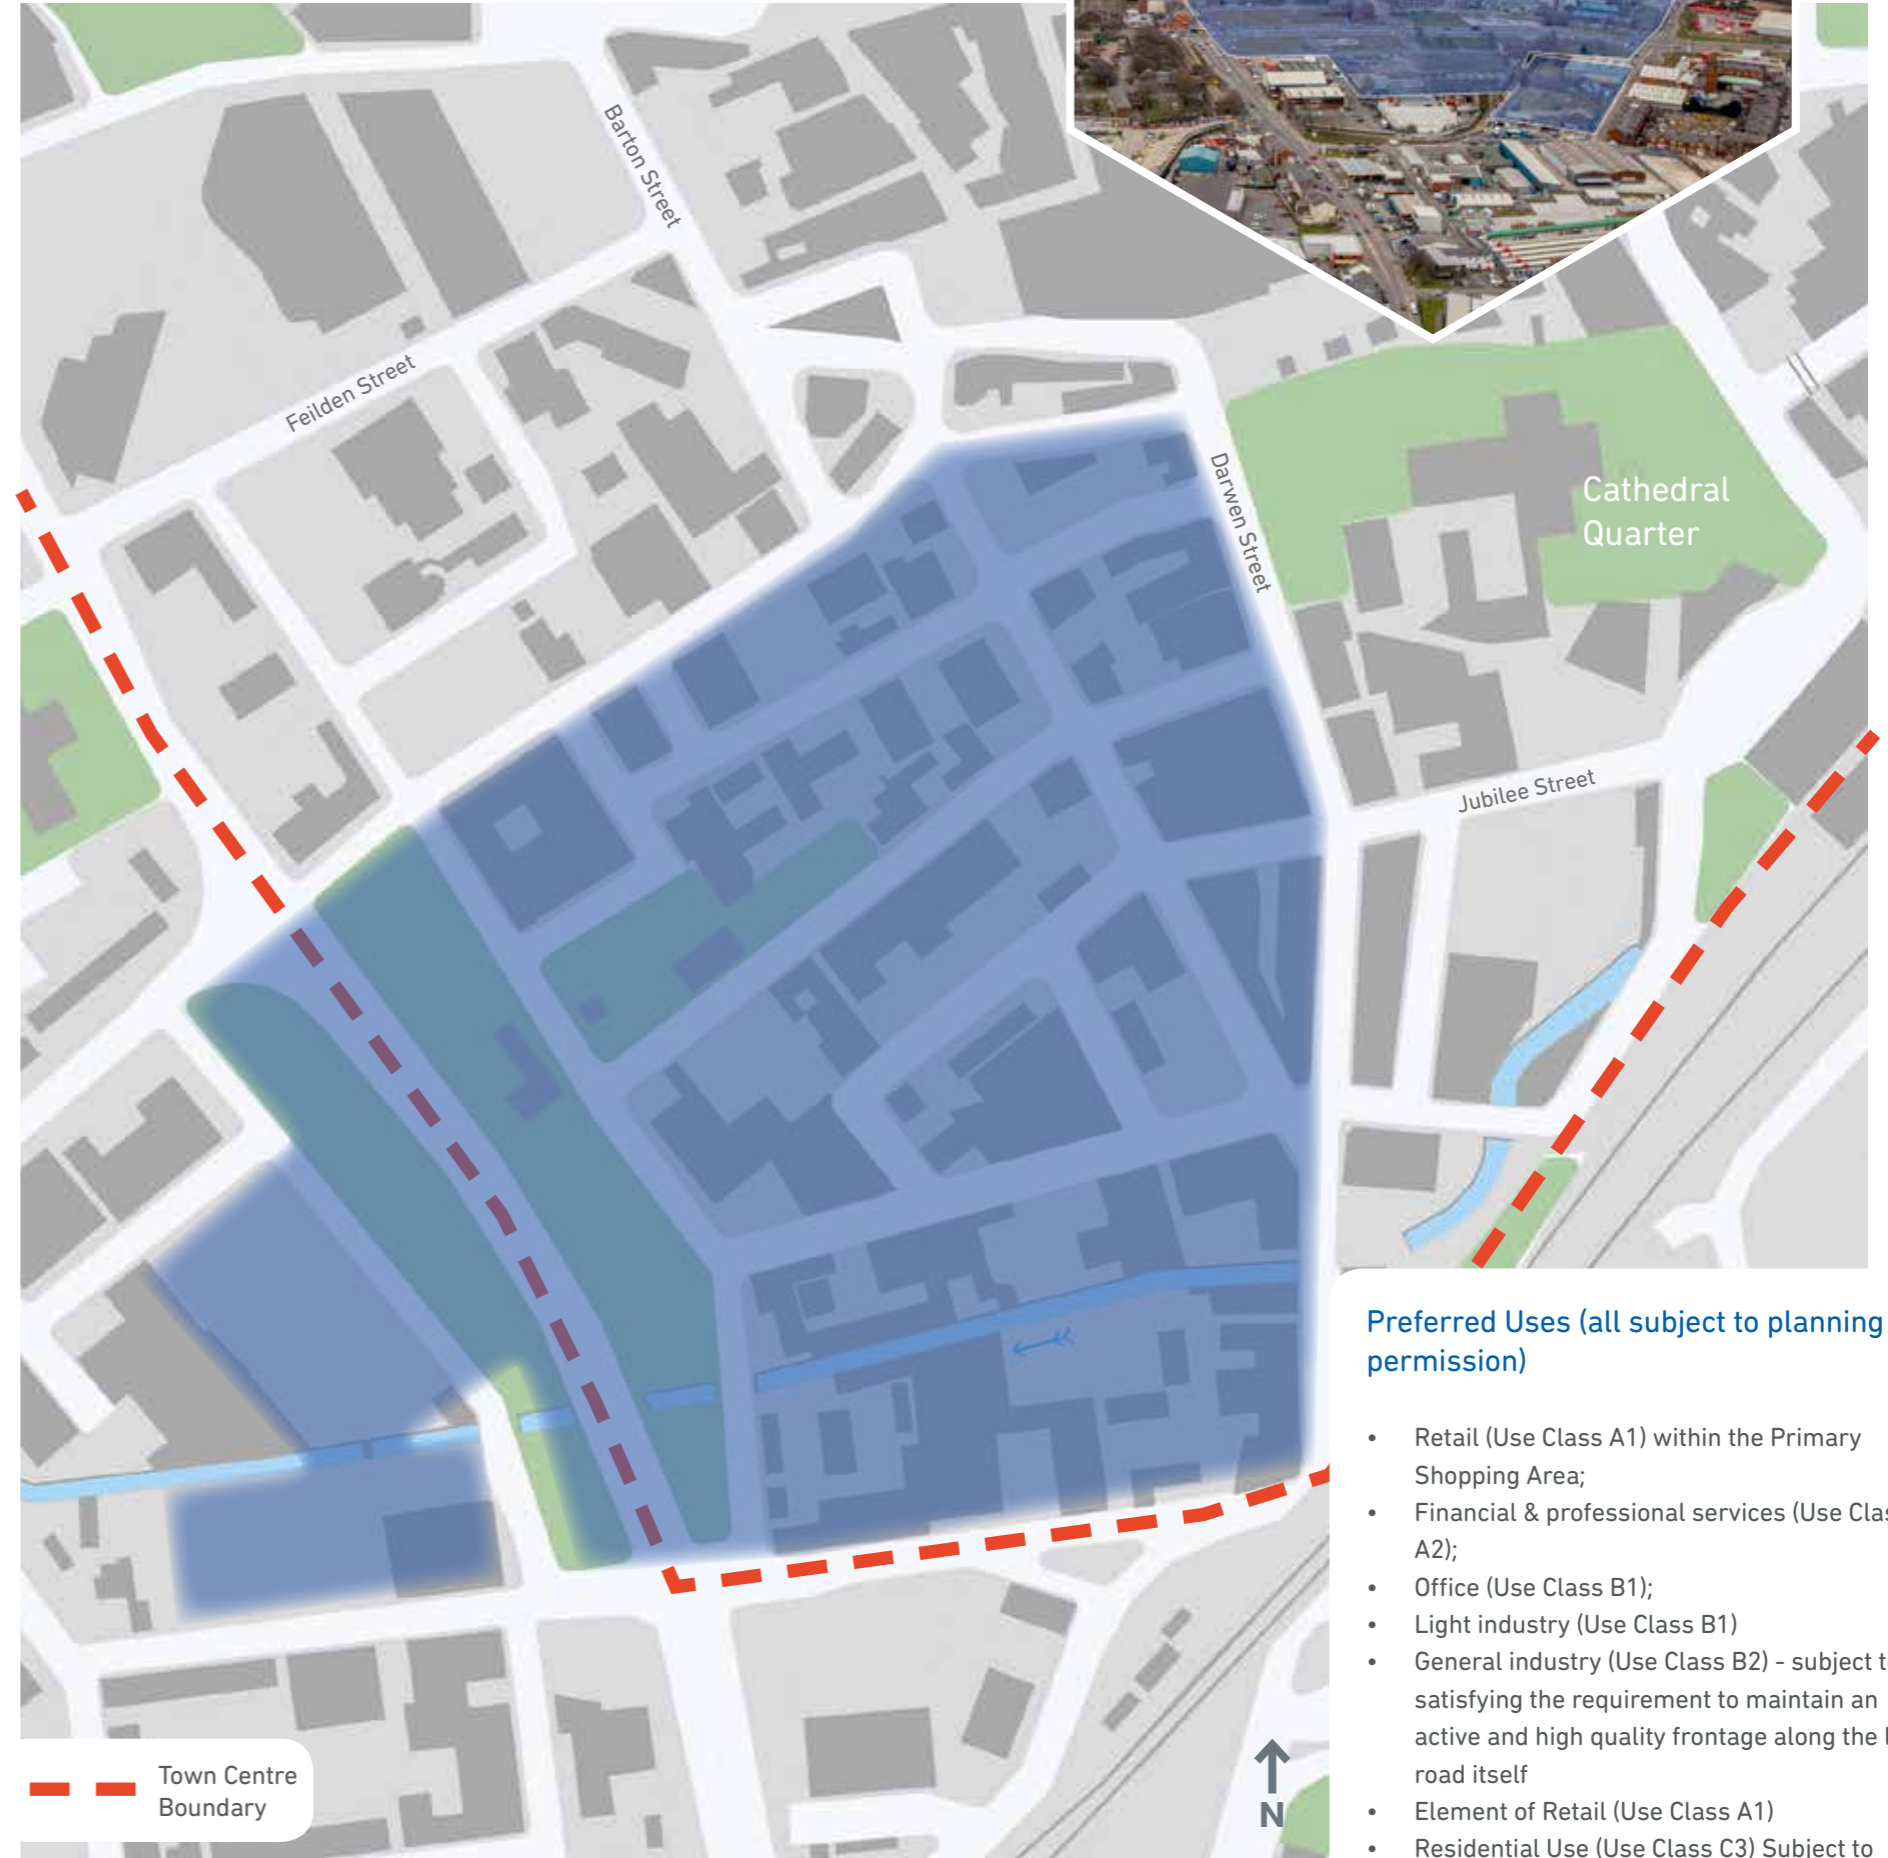 Barton Street
Feilden Street
Darwen Street
Cathedral
Quarter
Jubilee Street
Preferred Uses (all subject to planning
permission)
• Retail (Use Class A1) within the Primary
Shopping Area;
• Financial & professional services (Use Clas
A2);
• Office (Use Class B1);
• Light industry (Use Class B1)
• General industry (Use Class B2) - subject t
satisfying the requirement to maintain an
active and high quality frontage along the
road itself
• Element of Retail (Use Class A1)
• Residential Use (Use Class C3) Subject to
Town Centre
Boundary
N